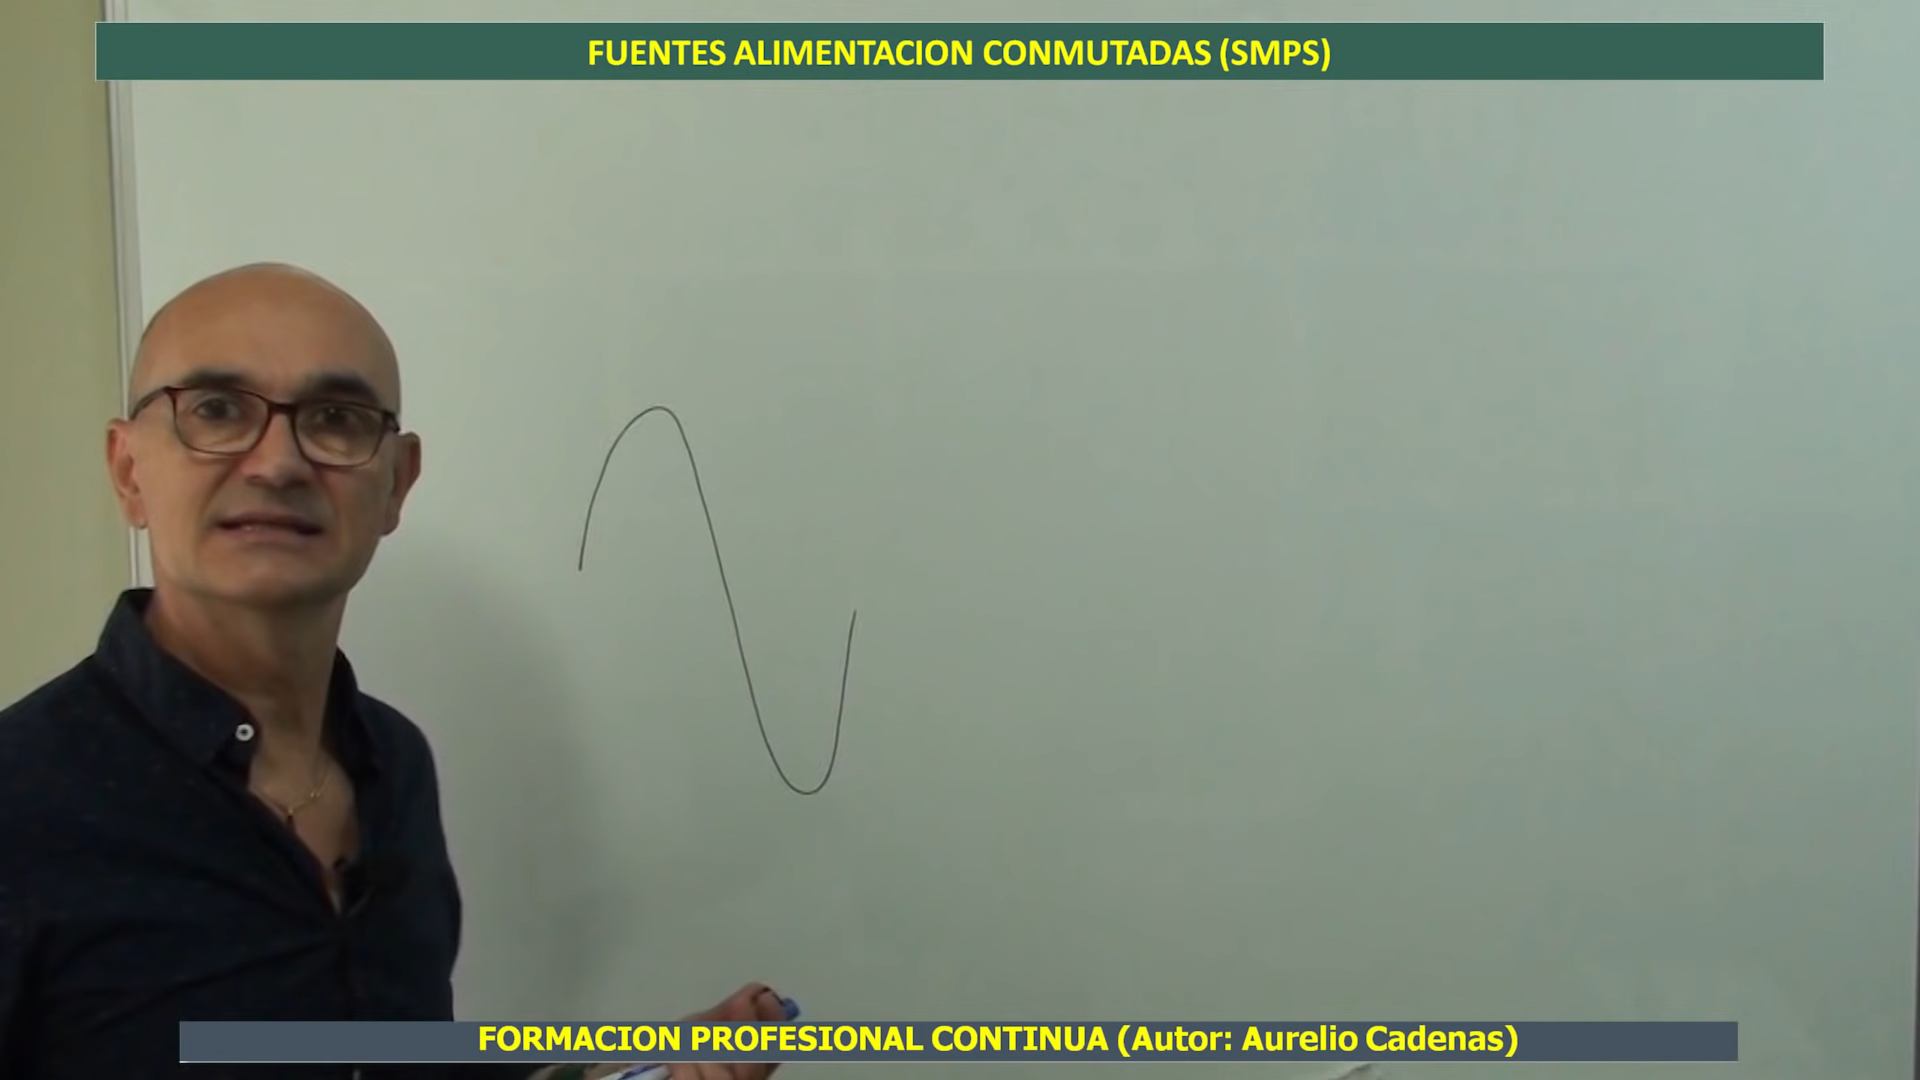 FUENTES ALIMENTACION CONMUTADAS (SMPS)
FORMACION PROFESIONAL CONTINUA (Autor: Aurelio Cadenas)